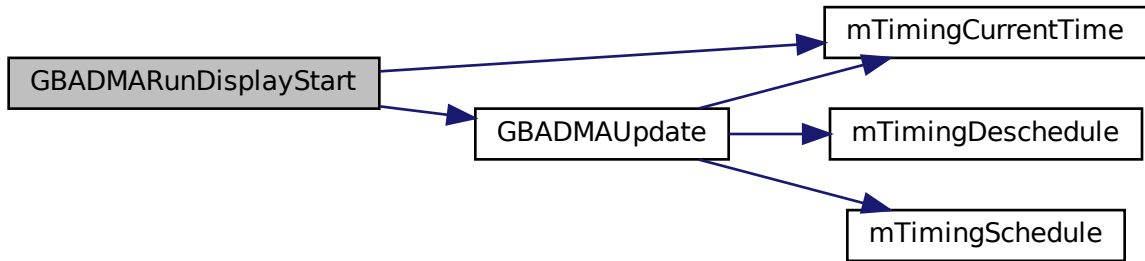 GBADMARunDisplayStart
mTimingCurrentTime
GBADMAUpdate
mTimingDeschedule
mTimingSchedule